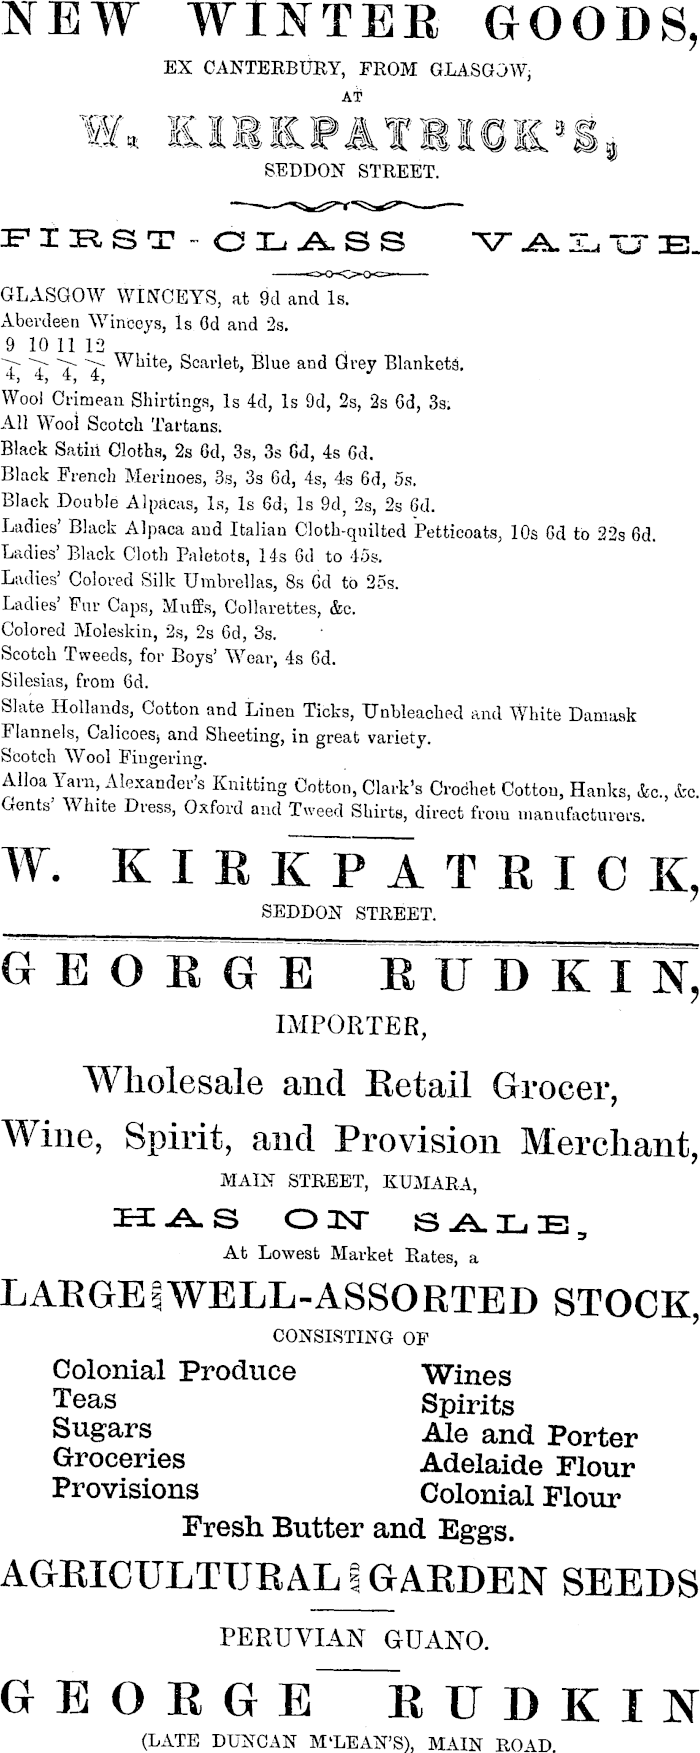 NEW WINTER GOODS,
EX CANTERBURY, FROM GLASGOW,
AT
W. KIRKPATRICK'S,
SEDDON STREET.
FIRST-CLASS VALUE.
GLASGOW WINCEYS, at 9d and 1s.
Aberdeen Winceys, 1s 6d and 2s.
9/4, 10/4, 11/4, 12/4, White, Scarlet, Blue and Grey Blankets.
Wool Crimean Shirtings, 1s 4d, 1s 9d, 2s, 2s 6d, 3s.
All Wool Scotch Tartans.
Black Satin Cloths, 2s 6d, 3s, 3s 6d, 4s 6d.
Black French Merinoes, 3s, 3s 6d, 4s, 4s 6d, 5s.
Black Double Alpacas, 1s, 1s 6d, 1s 9d, 2s, 2s 6d.
Ladies' Black Alpaca and Italian Cloth-quilted Petticoats, 10s 6d to 22s 6d.
Ladies' Black Cloth Paletots, 14s 6d to 45s.
Ladies' Colored Silk Umbrellas, 8s 6d to 25s.
Ladies' Fur Caps, Muffs, Collarettes, &c.
Colored Moleskin, 2s, 2s 6d, 3s.
Scotch Tweeds, for Boys' Wear, 4s 6d.
Silesias, from 6d.
Slate Hollands, Cotton and Linen Ticks, Unbleached and White Damask
Flannels, Calicoes, and Sheeting, in great variety.
Scotch Wool Fingering.
Alloa Yarn, Alexander's Knitting Cotton, Clark's Crochet Cotton, Hanks, &c., &c.
Gents' White Dress, Oxford and Tweed Shirts, direct from manufacturers.
W. KIRKPATRICK,
SEDDON STREET.
GEORGE RUDKIN,
IMPORTER,
Wholesale and Retail Grocer,
Wine, Spirit, and Provision Merchant,
MAIN STREET, KUMARA,
HAS ON SALE,
At Lowest Market Rates, a
LARGE AND WELL-ASSORTED STOCK,
CONSISTING OF
Colonial Produce
Teas
Sugars
Groceries
Provisions
Wines
Spirits
Ale and Porter
Adelaide Flour
Colonial Flour
Fresh Butter and Eggs.
AGRICULTURAL AND GARDEN SEEDS
PERUVIAN GUANO.
GEORGE RUDKIN
(LATE DUNCAN M'LEAN'S), MAIN ROAD.